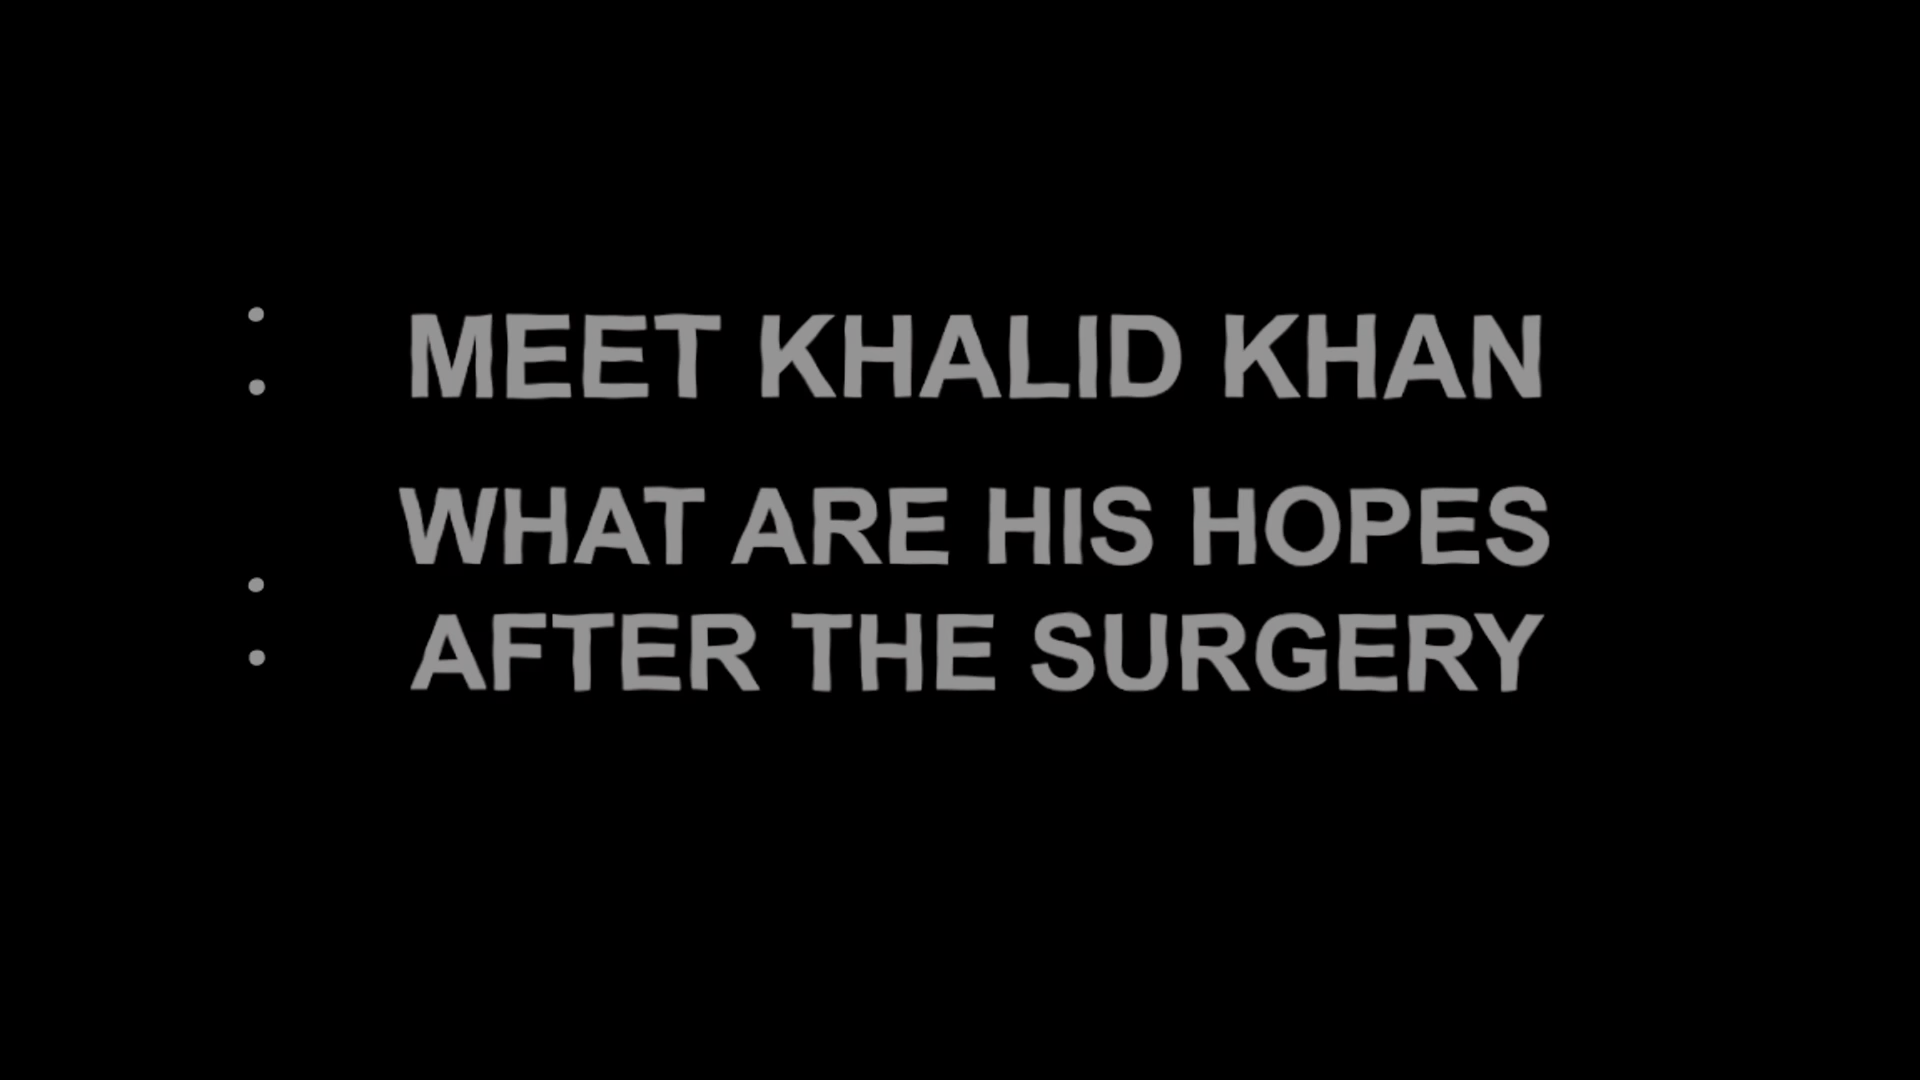 : MEET KHALID KHAN
: WHAT ARE HIS HOPES
AFTER THE SURGERY